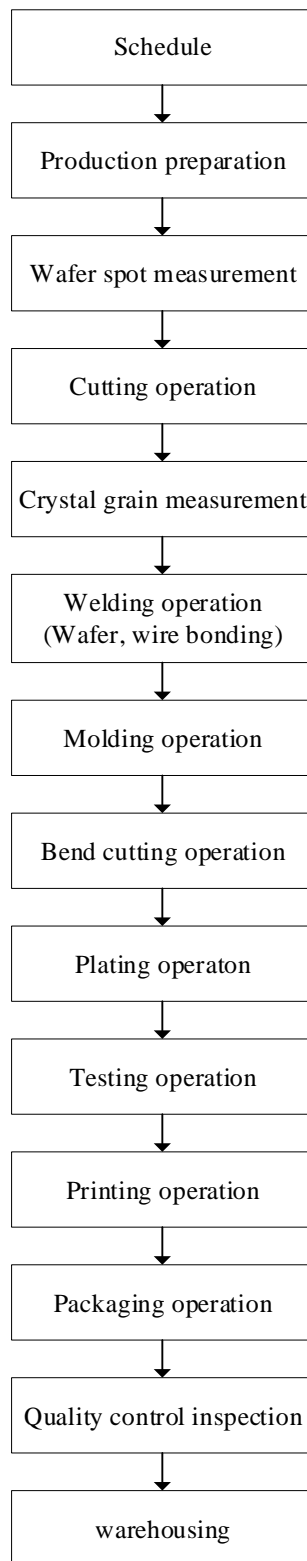 Schedule
Production preparation
Wafer spot measurement
Cutting operation
Crystal grain measurement
Welding operation
(Wafer, wire bonding)
Molding operation
Bend cutting operation
Plating operaton
Testing operation
Printing operation
Packaging operation
Quality control inspection
warehousing